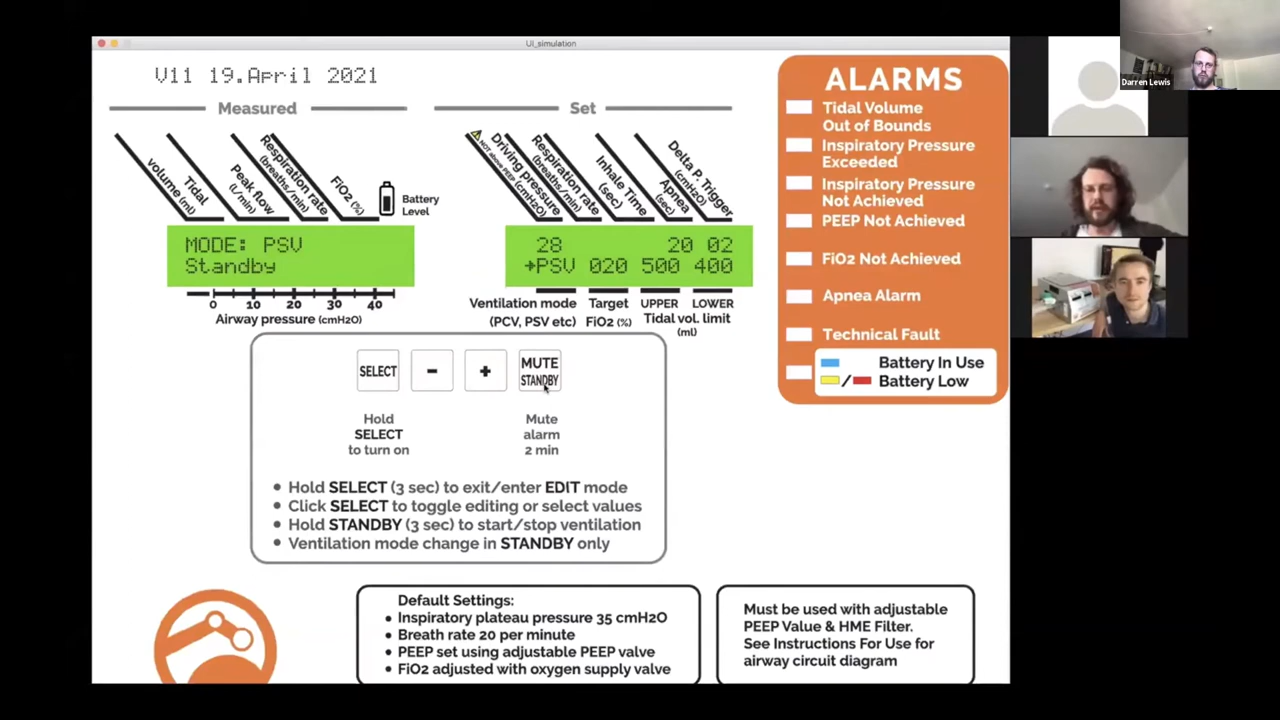 UI_simulation
V11 19.April 2021
Measured
Set
Tidal
volume (ml)
Peak flow
(L/min)
Respiration rate
(breaths/min)
FiO2 (%)
Battery
Level
NOT above PEEP
Driving pressure
(cmH2O)
Respiration rate
(breaths/min)
Inhale Time
(sec)
Apnea
(sec)
Delta P. Trigger
(cmH2O)
MODE: PSV
Standby
28 20 02
→PSV 020 500 400
0 10 20 30 40
Airway pressure (cmH2O)
Ventilation mode
(PCV, PSV etc)
Target
FiO2 (%)
UPPER LOWER
Tidal vol. limit
(ml)
SELECT
-
+
MUTE
STANDBY
Hold
SELECT
to turn on
Mute
alarm
2 min
• Hold SELECT (3 sec) to exit/enter EDIT mode
• Click SELECT to toggle editing or select values
• Hold STANDBY (3 sec) to start/stop ventilation
• Ventilation mode change in STANDBY only
ALARMS
Tidal Volume
Out of Bounds
Inspiratory Pressure
Exceeded
Inspiratory Pressure
Not Achieved
PEEP Not Achieved
FiO2 Not Achieved
Apnea Alarm
Technical Fault
Battery In Use
/ Battery Low
Default Settings:
• Inspiratory plateau pressure 35 cmH2O
• Breath rate 20 per minute
• PEEP set using adjustable PEEP valve
• FiO2 adjusted with oxygen supply valve
Must be used with adjustable
PEEP Value & HME Filter.
See Instructions For Use for
airway circuit diagram
Darren Lewis